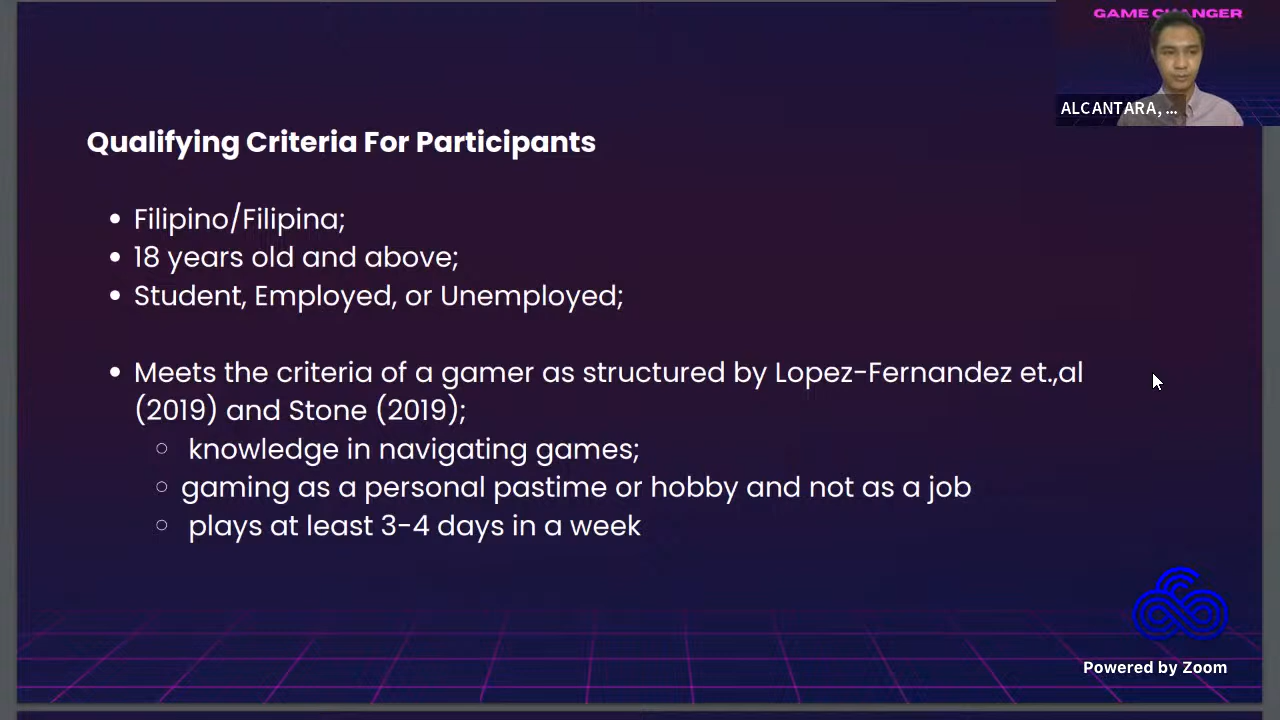 GAME CHANGER
ALCANTARA, ...
Qualifying Criteria For Participants
Filipino/Filipina;
18 years old and above;
Student, Employed, or Unemployed;
Meets the criteria of a gamer as structured by Lopez-Fernandez et.,al
(2019) and Stone (2019);
knowledge in navigating games;
gaming as a personal pastime or hobby and not as a job
plays at least 3-4 days in a week
Powered by Zoom